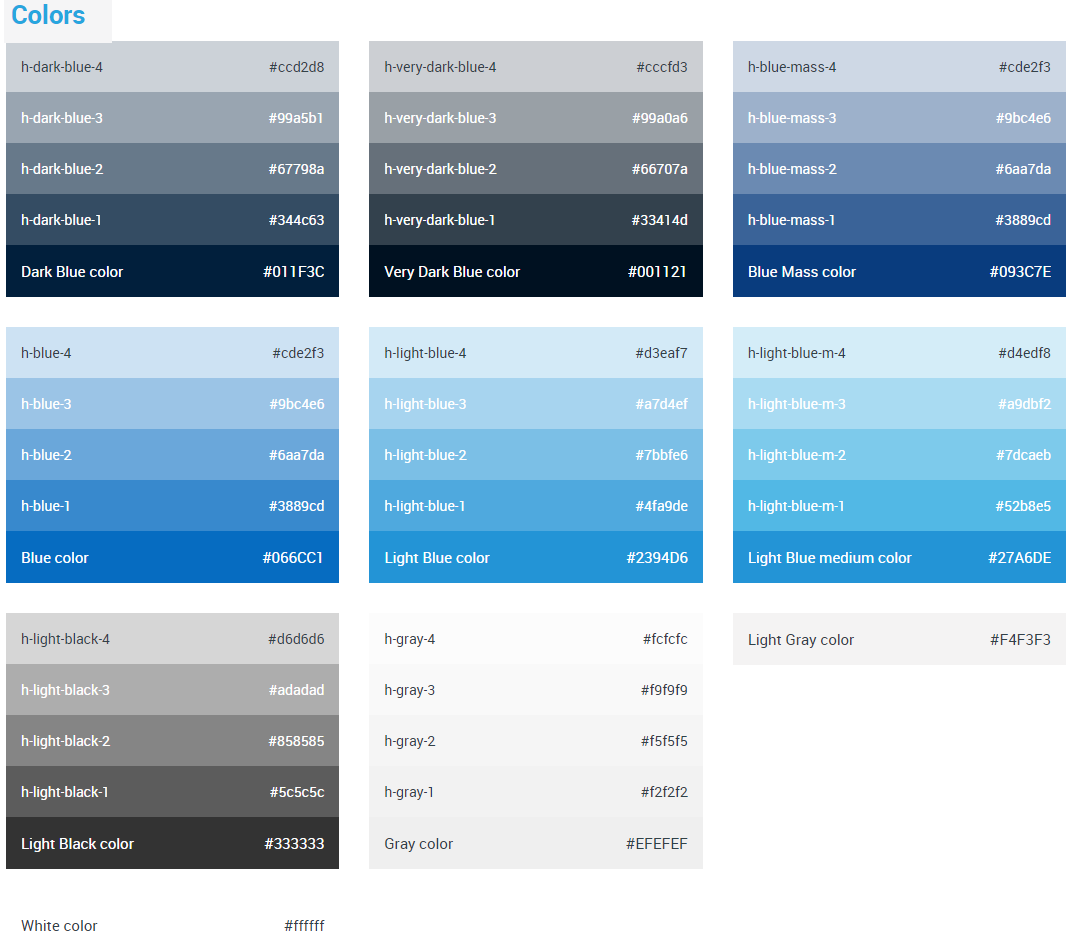 Colors
h-dark-blue-4 #ccd2d8
h-dark-blue-3 #99a5b1
h-dark-blue-2 #67798a
h-dark-blue-1 #344c63
Dark Blue color #011F3C
h-very-dark-blue-4 #cccfd3
h-very-dark-blue-3 #99a0a6
h-very-dark-blue-2 #66707a
h-very-dark-blue-1 #33414d
Very Dark Blue color #001121
h-blue-mass-4 #cde2f3
h-blue-mass-3 #9bc4e6
h-blue-mass-2 #6aa7da
h-blue-mass-1 #3889cd
Blue Mass color #093C7E
h-blue-4 #cde2f3
h-blue-3 #9bc4e6
h-blue-2 #6aa7da
h-blue-1 #3889cd
Blue color #066CC1
h-light-blue-4 #d3eaf7
h-light-blue-3 #a7d4ef
h-light-blue-2 #7bbfe6
h-light-blue-1 #4fa9de
Light Blue color #2394D6
h-light-blue-m-4 #d4edf8
h-light-blue-m-3 #a9dbf2
h-light-blue-m-2 #7dcaeb
h-light-blue-m-1 #52b8e5
Light Blue medium color #27A6DE
h-light-black-4 #d6d6d6
h-light-black-3 #adadad
h-light-black-2 #858585
h-light-black-1 #5c5c5c
Light Black color #333333
h-gray-4 #fcfcfc
h-gray-3 #f9f9f9
h-gray-2 #f5f5f5
h-gray-1 #f2f2f2
Gray color #EFEFEF
Light Gray color #F4F3F3
White color #ffffff